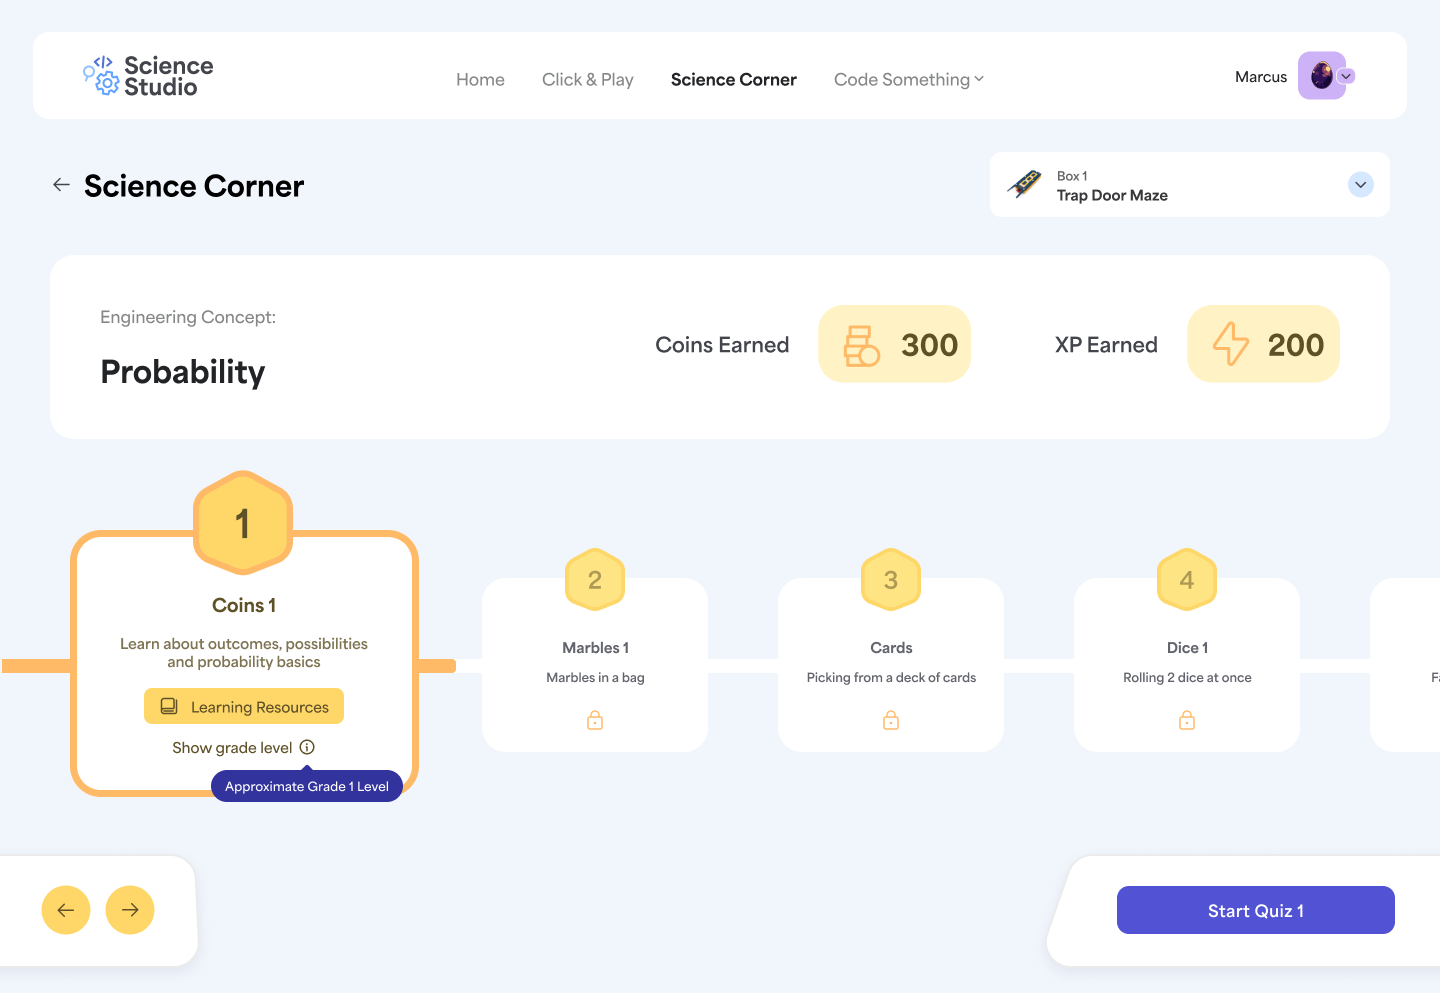 Science
Studio
Home
Click & Play
Science Corner
Code Something
Marcus
Science Corner
Box 1
Trap Door Maze
Engineering Concept:
Probability
Coins Earned
300
XP Earned
200
1
Coins 1
Learn about outcomes, possibilities
and probability basics
Learning Resources
Show grade level
Approximate Grade 1 Level
2
Marbles 1
Marbles in a bag
3
Cards
Picking from a deck of cards
4
Dice 1
Rolling 2 dice at once
Start Quiz 1